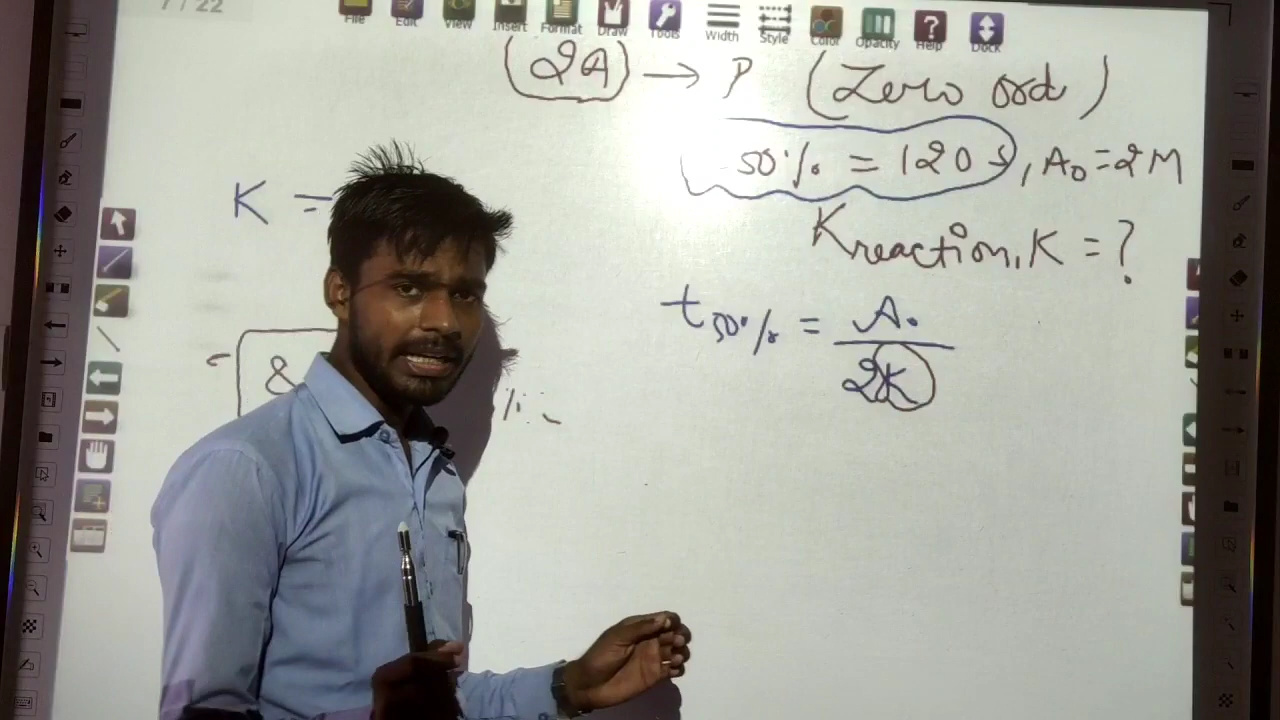 7 / 22
File Edit View Insert Format Draw Tools Width Style Color Opacity Help Dock
(2A) → P (Zero ord)
50% = 120 s, A₀ = 2M
K =
K reaction, K = ?
t50% = A₀ / 2K
&
%